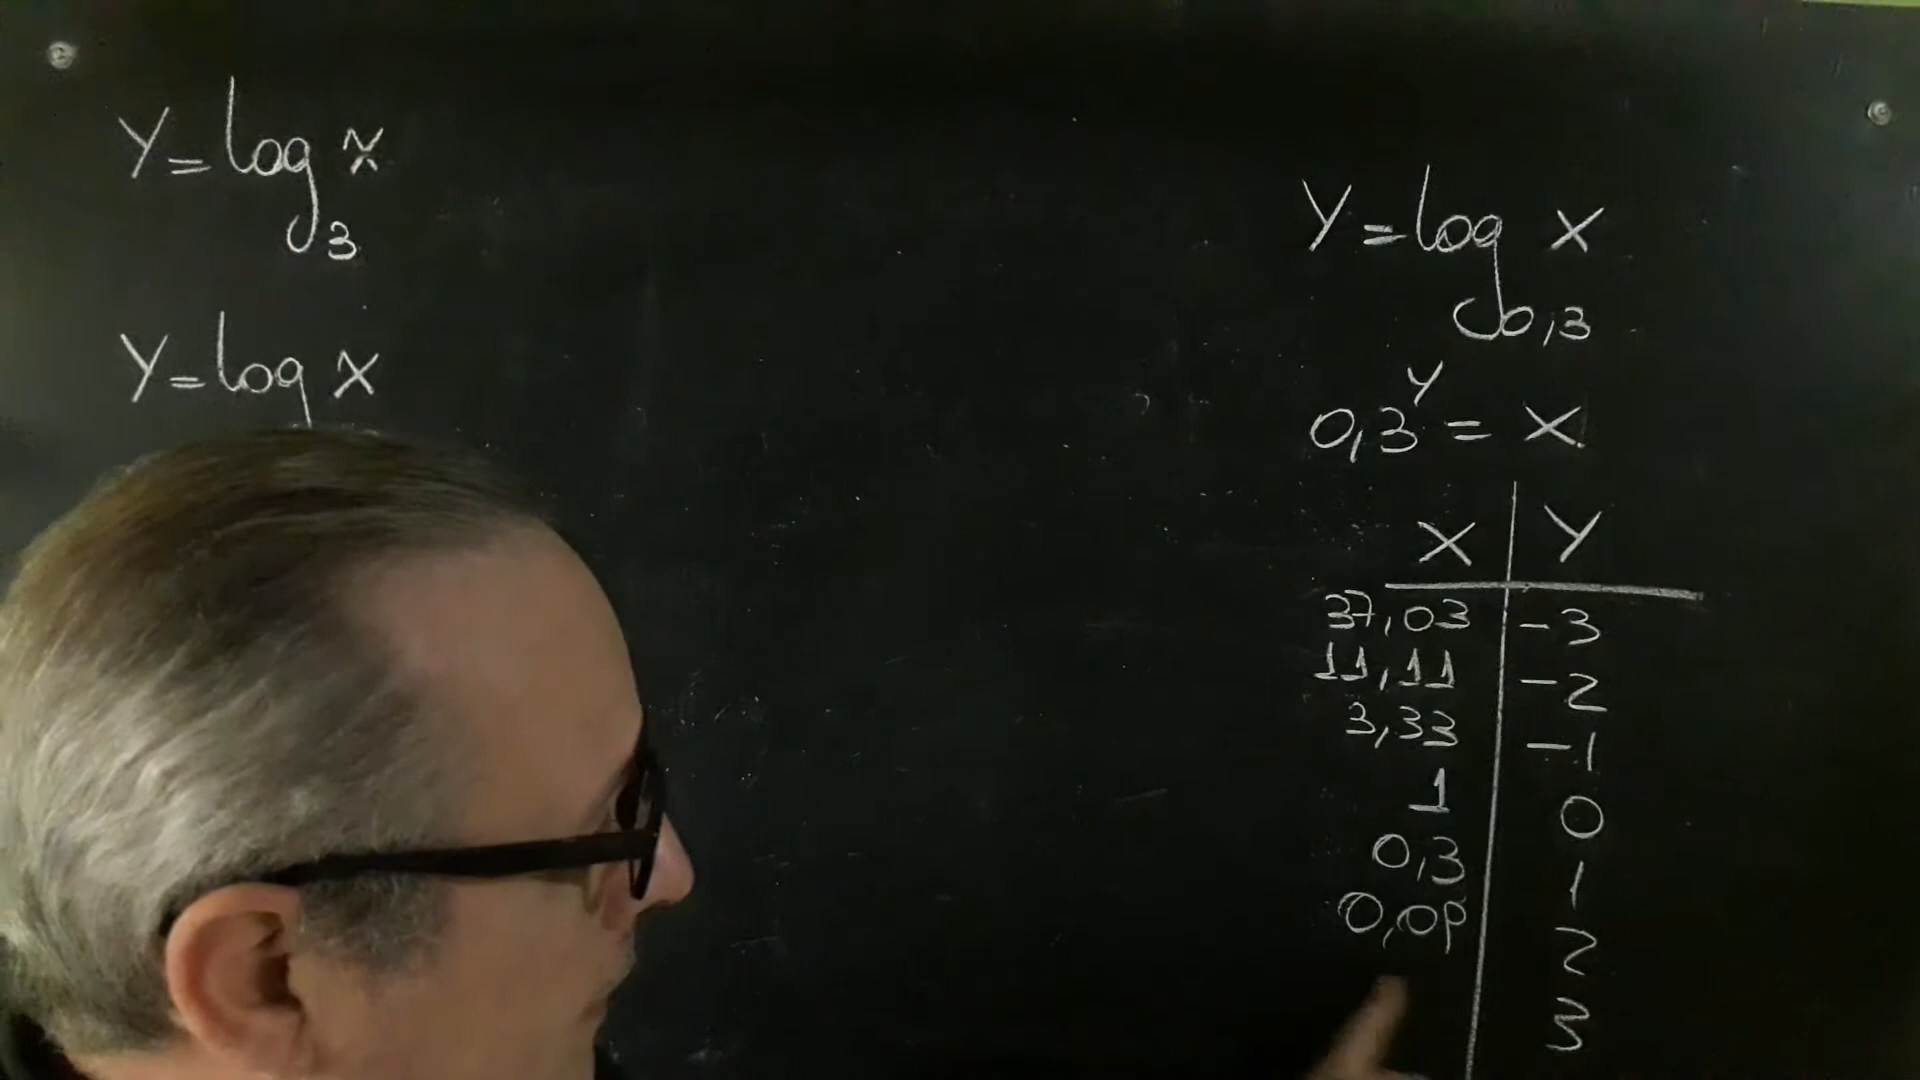 Y=log₃ x
Y=log x
Y=log₀,₃ x
0,3ʸ = x
X | Y
37,03 | -3
11,11 | -2
3,33 | -1
1 | 0
0,3 | 1
0,09 | 2
3